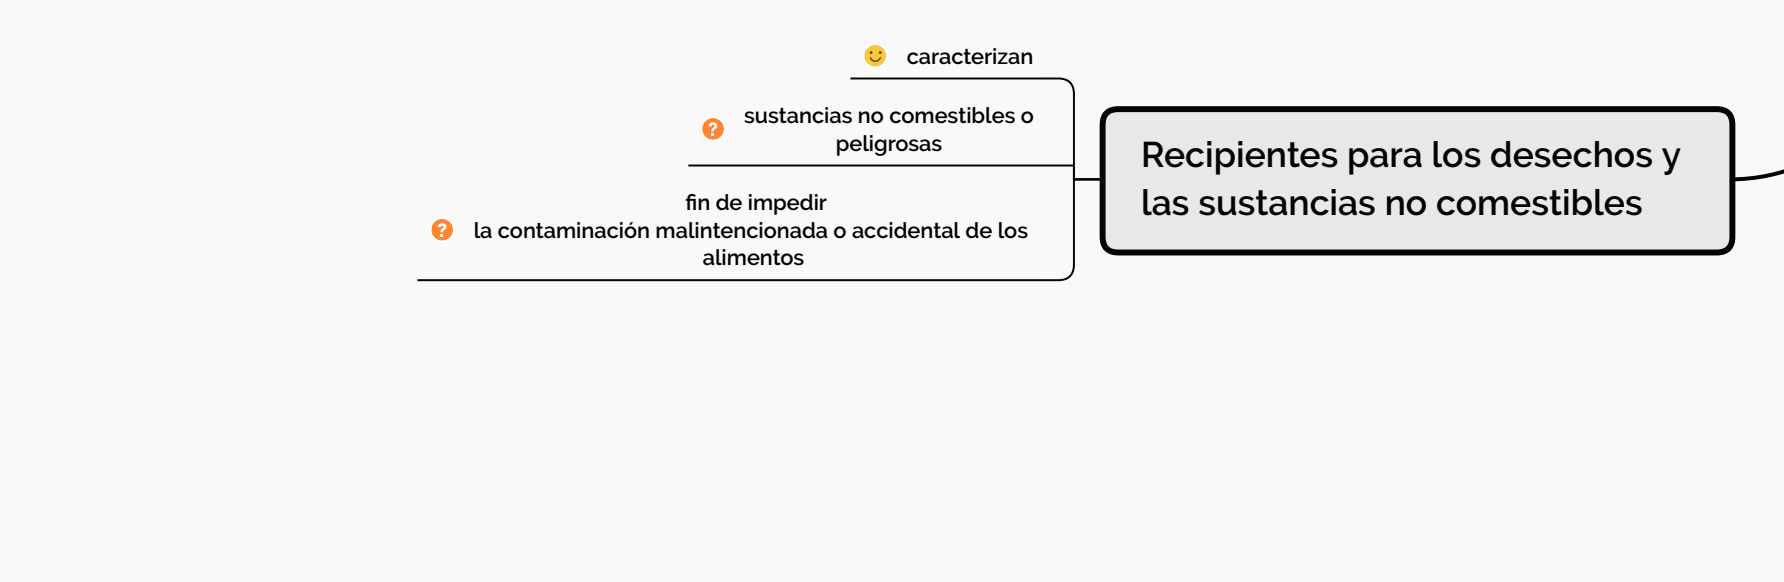 caracterizan
sustancias no comestibles o
peligrosas
fin de impedir
la contaminación malintencionada o accidental de los
alimentos
Recipientes para los desechos y
las sustancias no comestibles